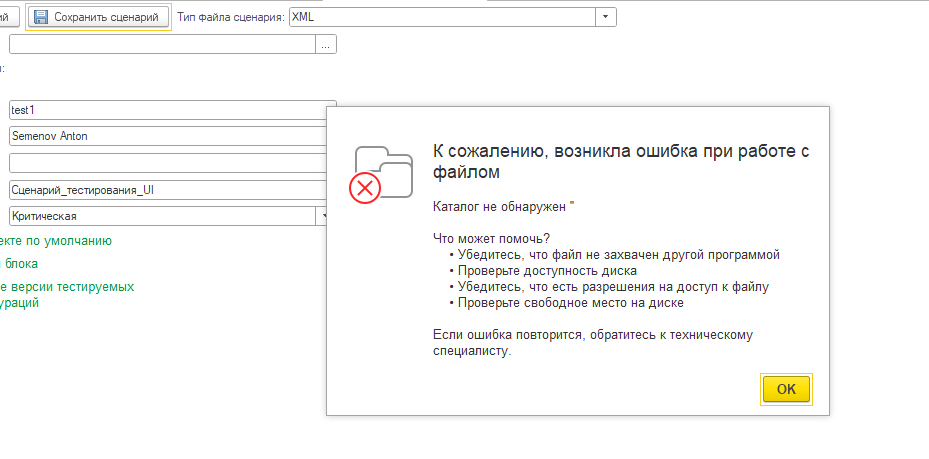 ий
Сохранить сценарий
Тип файла сценария:
XML
...
и:
test1
Semenov Anton
Сценарий_тестирования_UI
Критическая
екте по умолчанию
и блока
е версии тестируемых
ураций
К сожалению, возникла ошибка при работе с
файлом
Каталог не обнаружен ''
Что может помочь?
• Убедитесь, что файл не захвачен другой программой
• Проверьте доступность диска
• Убедитесь, что есть разрешения на доступ к файлу
• Проверьте свободное место на диске
Если ошибка повторится, обратитесь к техническому
специалисту.
OK